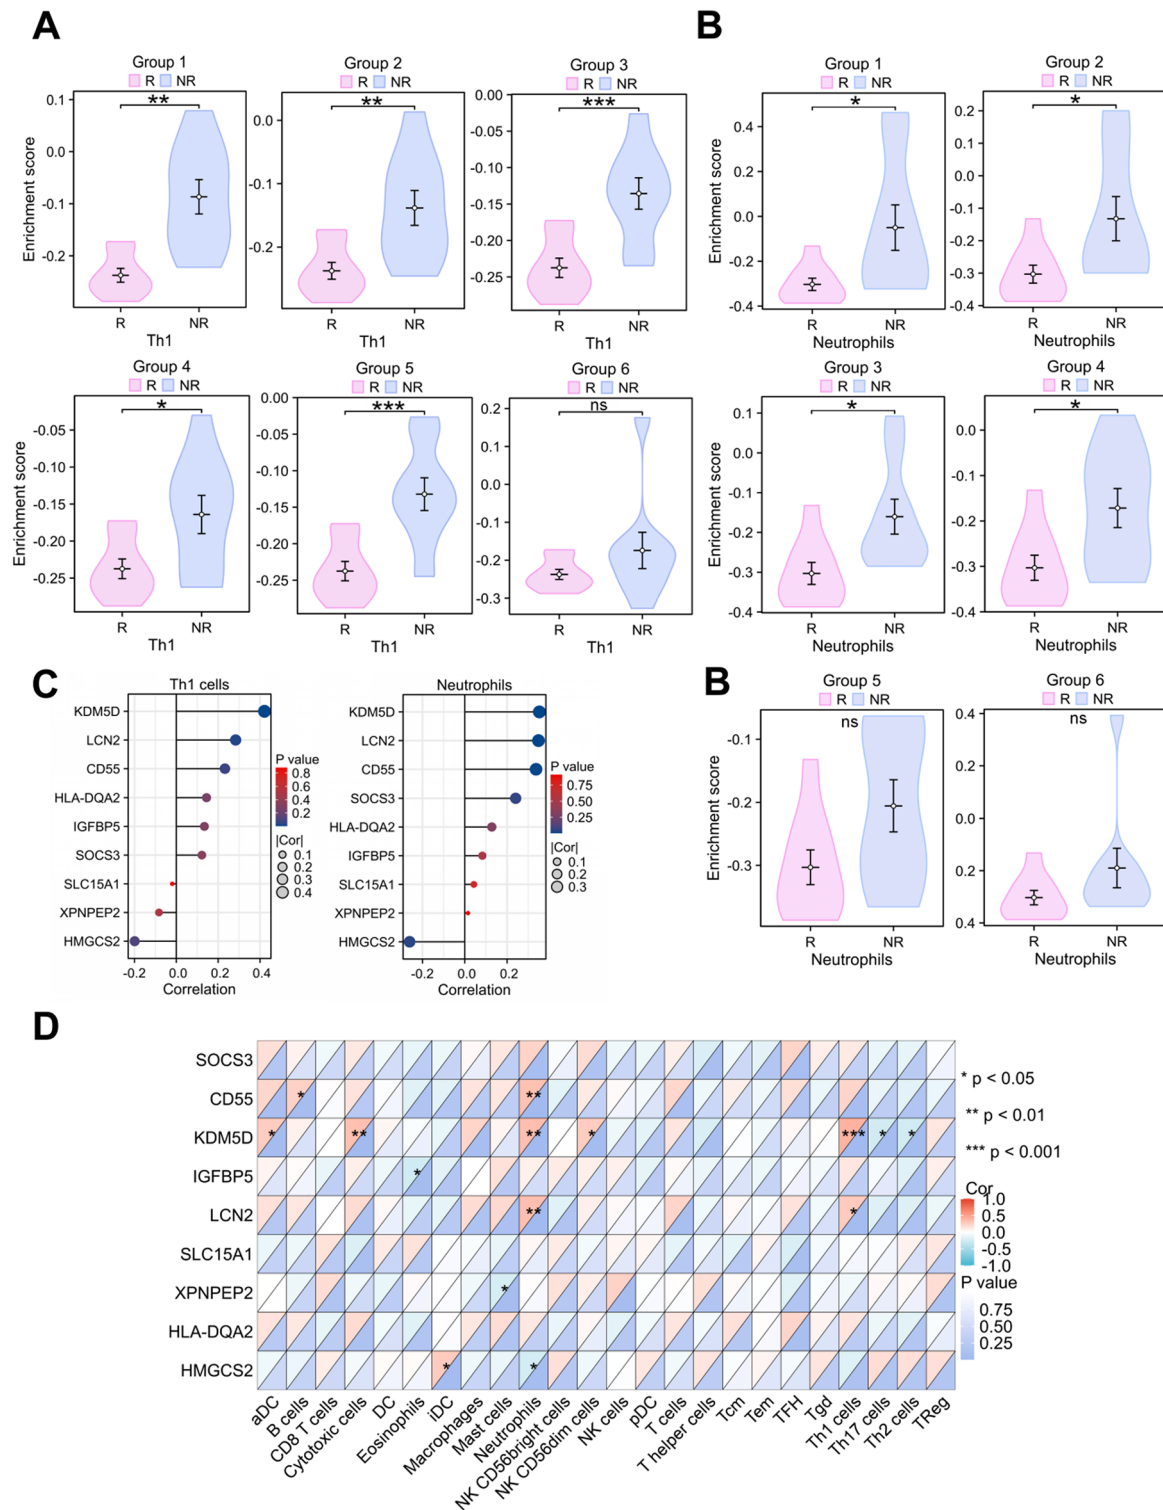 A
Group 1
R NR
**
0.1
0.0
-0.1
-0.2
Enrichment score
R NR
Th1
Group 2
R NR
**
0.0
-0.1
-0.2
R NR
Th1
Group 3
R NR
***
0.00
-0.05
-0.10
-0.15
-0.20
-0.25
R NR
Th1
Group 4
R NR
*
-0.05
-0.10
-0.15
-0.20
-0.25
Enrichment score
R NR
Th1
Group 5
R NR
***
0.00
-0.05
-0.10
-0.15
-0.20
-0.25
R NR
Th1
Group 6
R NR
ns
0.2
0.1
0.0
-0.1
-0.2
-0.3
R NR
Th1
B
Group 1
R NR
*
0.4
0.2
0.0
-0.2
-0.4
Enrichment score
R NR
Neutrophils
Group 2
R NR
*
0.2
0.1
0.0
-0.1
-0.2
-0.3
-0.4
R NR
Neutrophils
Group 3
R NR
*
0.1
0.0
-0.1
-0.2
-0.3
-0.4
Enrichment score
R NR
Neutrophils
Group 4
R NR
*
0.0
-0.1
-0.2
-0.3
-0.4
R NR
Neutrophils
B
Group 5
R NR
ns
-0.1
-0.2
-0.3
Enrichment score
R NR
Neutrophils
Group 6
R NR
ns
0.4
0.2
0.0
0.2
0.4
R NR
Neutrophils
C
Th1 cells
KDM5D
LCN2
CD55
HLA-DQA2
IGFBP5
SOCS3
SLC15A1
XPNPEP2
HMGCS2
-0.2 0.0 0.2 0.4
Correlation
P value
0.8
0.6
0.4
0.2
|Cor|
0.1
0.2
0.3
0.4
Neutrophils
KDM5D
LCN2
CD55
SOCS3
HLA-DQA2
IGFBP5
SLC15A1
XPNPEP2
HMGCS2
-0.2 0.0 0.2
Correlation
P value
0.75
0.50
0.25
|Cor|
0.1
0.2
0.3
D
SOCS3
CD55 * **
KDM5D * ** ** * *** * *
IGFBP5 *
LCN2 ** *
SLC15A1
XPNPEP2 *
HLA-DQA2
HMGCS2 * *
aDC
B cells
CD8 T cells
Cytotoxic cells
DC
Eosinophils
iDC
Macrophages
Mast cells
Neutrophils
NK CD56bright cells
NK CD56dim cells
NK cells
pDC
T cells
T helper cells
Tcm
Tem
TFH
Tgd
Th1 cells
Th17 cells
Th2 cells
TReg
* p < 0.05
** p < 0.01
*** p < 0.001
Cor
1.0
0.5
0.0
-0.5
-1.0
P value
0.75
0.50
0.25